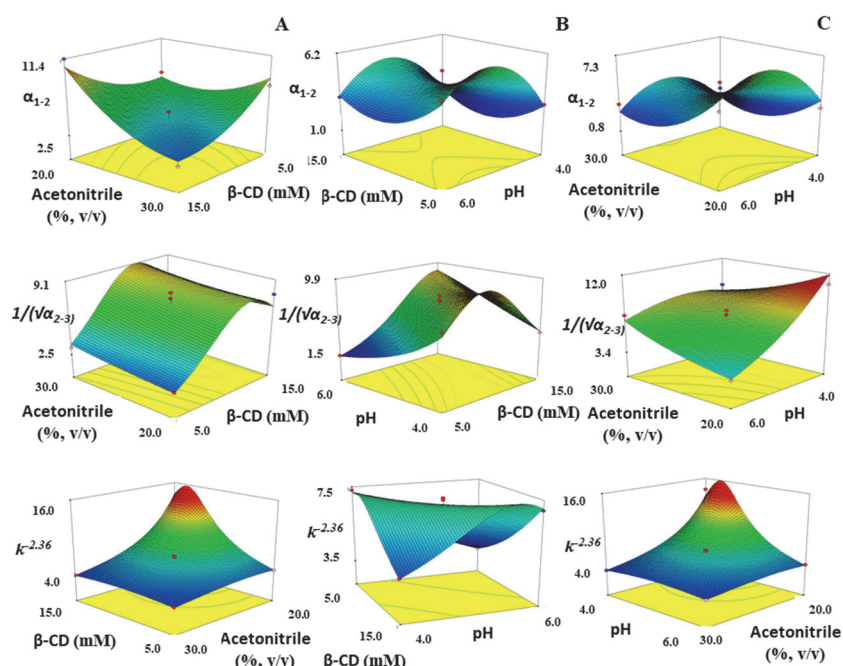 A
B
C
11.4
α1-2
2.5
20.0
Acetonitrile
(%, v/v)
30.0
15.0
β-CD (mM)
5.0
6.2
α1-2
1.0
15.0
β-CD (mM)
5.0
6.0
pH
4.0
7.3
α1-2
0.8
30.0
Acetonitrile
(%, v/v)
20.0
6.0
pH
4.0
9.1
1/(√α2-3)
2.5
30.0
Acetonitrile
(%, v/v)
20.0
5.0
β-CD (mM)
15.0
9.9
1/(√α2-3)
1.5
6.0
pH
4.0
5.0
β-CD (mM)
15.0
12.0
1/(√α2-3)
3.4
30.0
Acetonitrile
(%, v/v)
20.0
6.0
pH
4.0
16.0
k-2.36
4.0
15.0
β-CD (mM)
5.0
30.0
Acetonitrile
(%, v/v)
20.0
7.5
k-2.36
3.5
5.0
β-CD (mM)
15.0
4.0
pH
6.0
16.0
k-2.36
4.0
4.0
pH
6.0
30.0
Acetonitrile
(%, v/v)
20.0